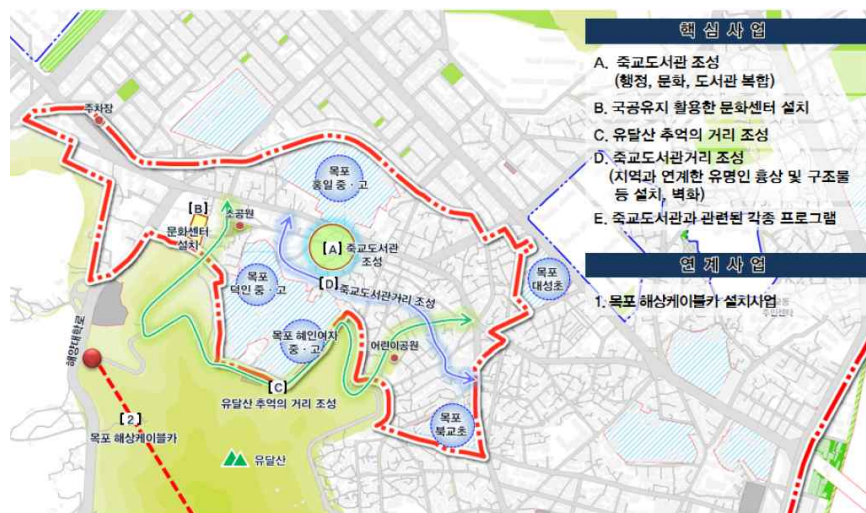 핵 심 사 업
A. 죽교도서관 조성
(행정, 문화, 도서관 복합)
B. 국공유지 활용한 문화센터 설치
C. 유달산 추억의 거리 조성
D. 죽교도서관거리 조성
(지역과 연계한 유명인 흉상 및 구조물
등 설치, 벽화)
E. 죽교도서관과 관련된 각종 프로그램
연 계 사 업
1. 목포 해상케이블카 설치사업
주차장
목포
홍일 중 · 고
[B]
문화센터
설치
소공원
[A] 죽교도서관
조성
목포
덕인 중 · 고
[D] 죽교도서관거리 조성
목포
대성초
목포 혜인여자
중 · 고
어린이공원
[C]
유달산 추억의 거리 조성
목포
북교초
해양대학로
[2]
목포 해상케이블카
유달산
주민센터